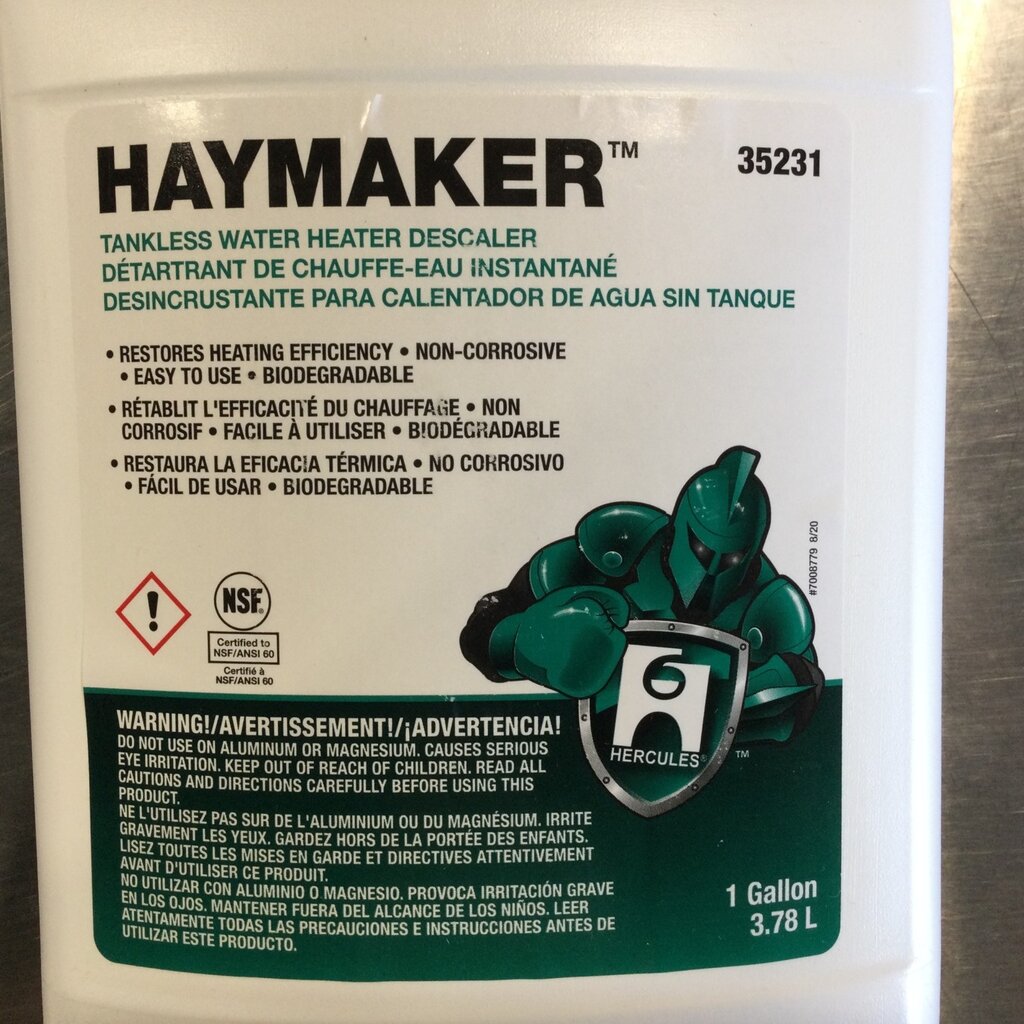 HAYMAKER™
35231
TANKLESS WATER HEATER DESCALER
DÉTARTRANT DE CHAUFFE-EAU INSTANTANÉ
DESINCRUSTANTE PARA CALENTADOR DE AGUA SIN TANQUE
• RESTORES HEATING EFFICIENCY • NON-CORROSIVE
• EASY TO USE • BIODEGRADABLE
• RÉTABLIT L'EFFICACITÉ DU CHAUFFAGE • NON
CORROSIF • FACILE À UTILISER • BIODÉGRADABLE
• RESTAURA LA EFICACIA TÉRMICA • NO CORROSIVO
• FÁCIL DE USAR • BIODEGRADABLE
#7008779 8/20
!
NSF®
Certified to
NSF/ANSI 60
Certifié à
NSF/ANSI 60
HERCULES®
™
WARNING!/AVERTISSEMENT!/¡ADVERTENCIA!
DO NOT USE ON ALUMINUM OR MAGNESIUM. CAUSES SERIOUS
EYE IRRITATION. KEEP OUT OF REACH OF CHILDREN. READ ALL
CAUTIONS AND DIRECTIONS CAREFULLY BEFORE USING THIS
PRODUCT.
NE L'UTILISEZ PAS SUR DE L'ALUMINIUM OU DU MAGNÉSIUM. IRRITE
GRAVEMENT LES YEUX. GARDEZ HORS DE LA PORTÉE DES ENFANTS.
LISEZ TOUTES LES MISES EN GARDE ET DIRECTIVES ATTENTIVEMENT
AVANT D'UTILISER CE PRODUIT.
NO UTILIZAR CON ALUMINIO O MAGNESIO. PROVOCA IRRITACIÓN GRAVE
EN LOS OJOS. MANTENER FUERA DEL ALCANCE DE LOS NIÑOS. LEER
ATENTAMENTE TODAS LAS PRECAUCIONES E INSTRUCCIONES ANTES DE
UTILIZAR ESTE PRODUCTO.
1 Gallon
3.78 L